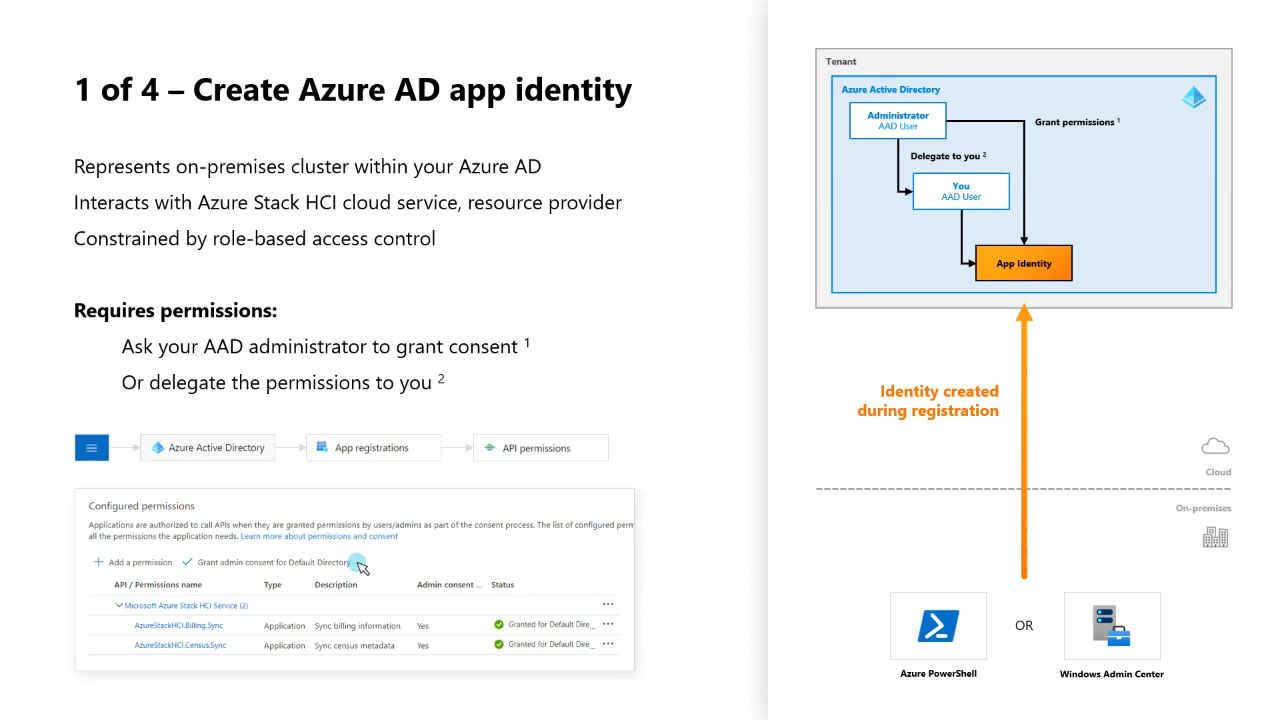 1 of 4 – Create Azure AD app identity
Represents on-premises cluster within your Azure AD
Interacts with Azure Stack HCI cloud service, resource provider
Constrained by role-based access control
Requires permissions:
Ask your AAD administrator to grant consent 1
Or delegate the permissions to you 2
Azure Active Directory
App registrations
API permissions
Configured permissions
Applications are authorized to call APIs when they are granted permissions by users/admins as part of the consent process. The list of configured perm
all the permissions the application needs. Learn more about permissions and consent
Add a permission Grant admin consent for Default Directory
API / Permissions name Type Description Admin consent ... Status
Microsoft Azure Stack HCI Service (2) ...
AzureStackHCI.Billing.Sync Application Sync billing information Yes Granted for Default Dire... ...
AzureStackHCI.Census.Sync Application Sync census metadata Yes Granted for Default Dire... ...
Tenant
Azure Active Directory
Administrator
AAD User
Grant permissions 1
Delegate to you 2
You
AAD User
App Identity
Identity created
during registration
Cloud
On-premises
OR
Azure PowerShell
Windows Admin Center